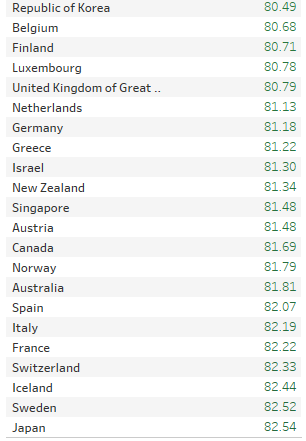 Republic of Korea 80.49
Belgium 80.68
Finland 80.71
Luxembourg 80.78
United Kingdom of Great .. 80.79
Netherlands 81.13
Germany 81.18
Greece 81.22
Israel 81.30
New Zealand 81.34
Singapore 81.48
Austria 81.48
Canada 81.69
Norway 81.79
Australia 81.81
Spain 82.07
Italy 82.19
France 82.22
Switzerland 82.33
Iceland 82.44
Sweden 82.52
Japan 82.54